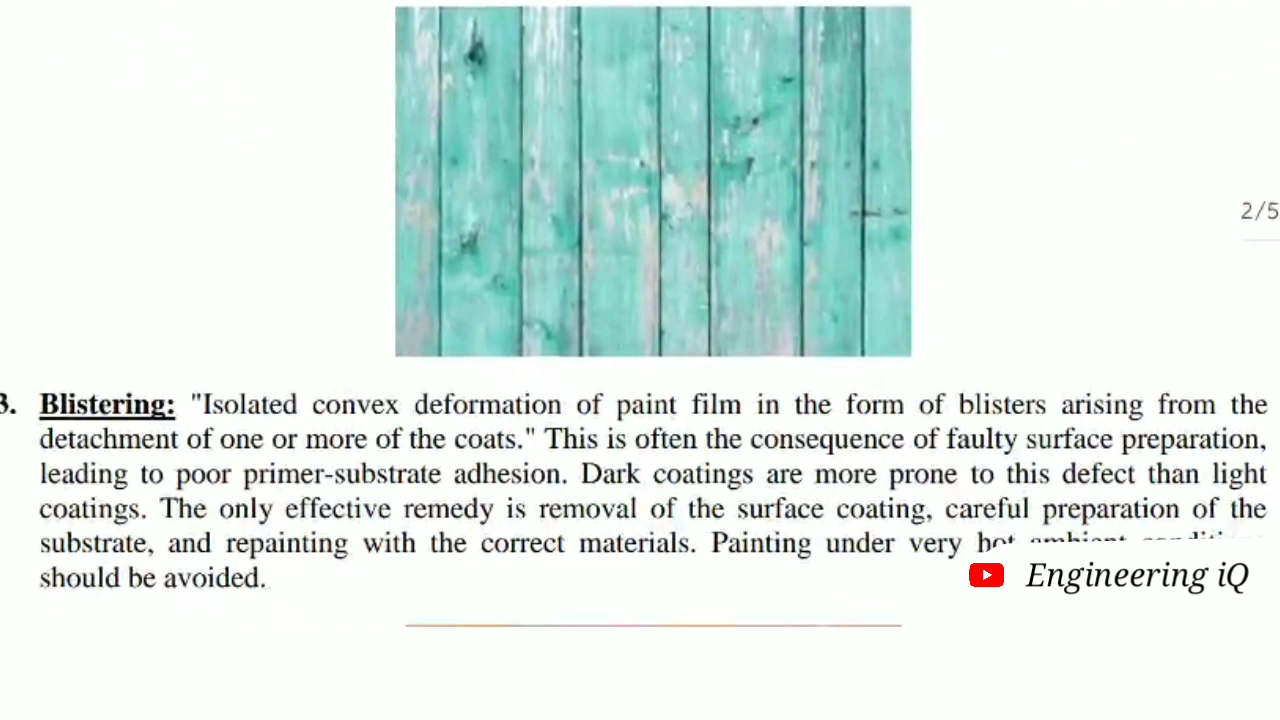 2/5
3. Blistering: "Isolated convex deformation of paint film in the form of blisters arising from the
detachment of one or more of the coats." This is often the consequence of faulty surface preparation,
leading to poor primer-substrate adhesion. Dark coatings are more prone to this defect than light
coatings. The only effective remedy is removal of the surface coating, careful preparation of the
substrate, and repainting with the correct materials. Painting under very hot ambient conditions
should be avoided.
Engineering iQ